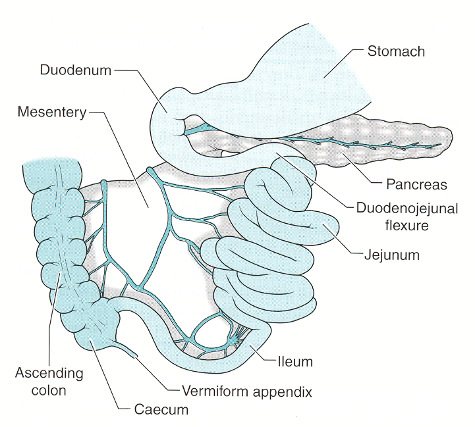 Stomach
Duodenum
Mesentery
Pancreas
Duodenojejunal
flexure
Jejunum
Ileum
Ascending
colon
Vermiform appendix
Caecum